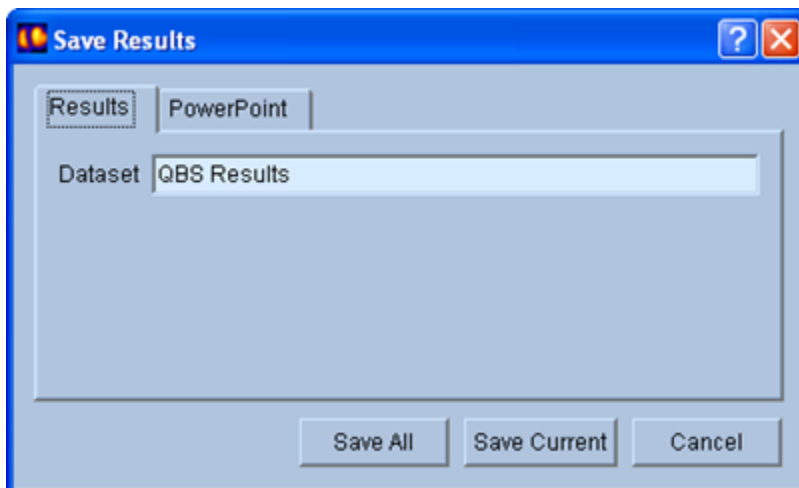 Save Results
Results PowerPoint
Dataset QBS Results
Save All Save Current Cancel